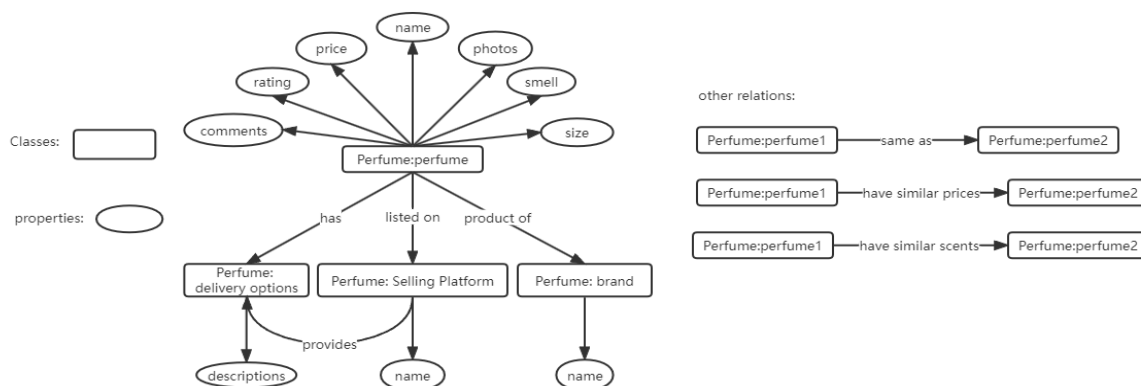 name
price
photos
rating
smell
comments
size
Classes:
Perfume:perfume
properties:
has
listed on
product of
Perfume:
delivery options
Perfume: Selling Platform
Perfume: brand
provides
descriptions
name
name
other relations:
Perfume:perfume1
same as
Perfume:perfume2
Perfume:perfume1
have similar prices
Perfume:perfume2
Perfume:perfume1
have similar scents
Perfume:perfume2